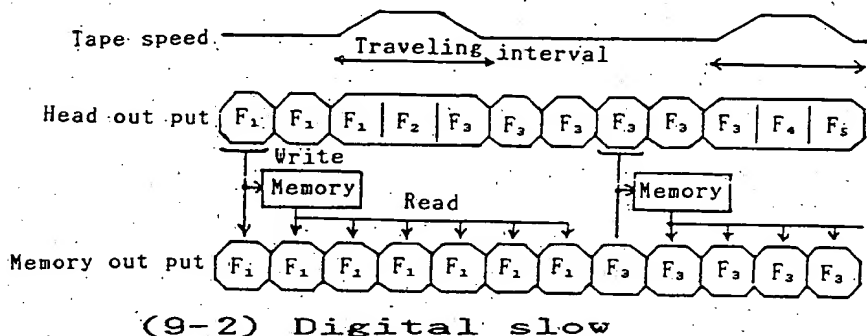 Tape speed
Traveling interval
Head out put F₁ F₁ F₁ F₂ F₃ F₃ F₃ F₃ F₃ F₃ F₄ F₅
Write
Memory Read Memory
Memory out put Fᵢ F₁ F₁ F₁ F₁ F₁ F₁ F₃ F₃ F₃ F₃
(9-2) Digital slow